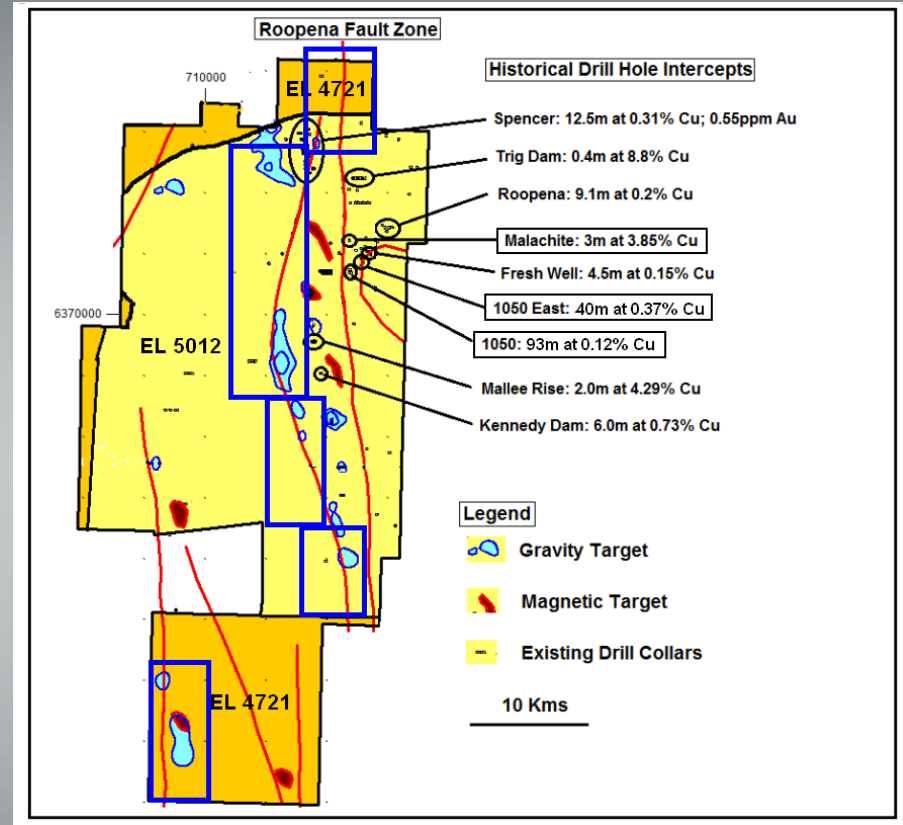 Roopena Fault Zone
710000
EL 4721
Historical Drill Hole Intercepts
Spencer: 12.5m at 0.31% Cu; 0.55ppm Au
Trig Dam: 0.4m at 8.8% Cu
Roopena: 9.1m at 0.2% Cu
Malachite: 3m at 3.85% Cu
Fresh Well: 4.5m at 0.15% Cu
1050 East: 40m at 0.37% Cu
6370000
EL 5012
1050: 93m at 0.12% Cu
Mallee Rise: 2.0m at 4.29% Cu
Kennedy Dam: 6.0m at 0.73% Cu
Legend
Gravity Target
Magnetic Target
Existing Drill Collars
EL 4721
10 Kms